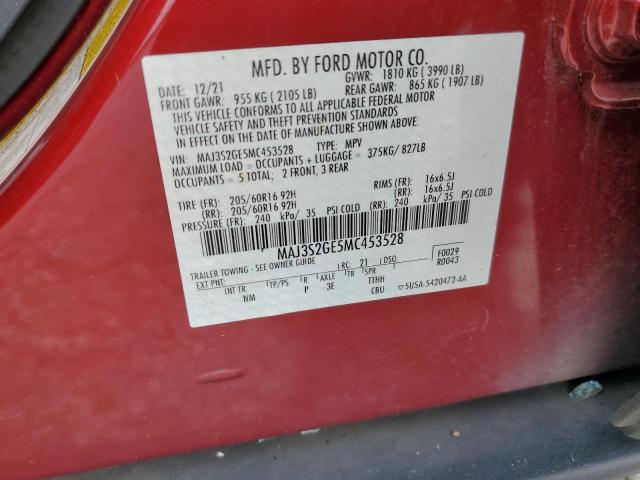 MFD. BY FORD MOTOR CO.
DATE: 12/21 GVWR: 1810 KG ( 3990 LB)
FRONT GAWR: 955 KG ( 2105 LB) REAR GAWR: 865 KG ( 1907 LB)
THIS VEHICLE CONFORMS TO ALL APPLICABLE FEDERAL MOTOR
VEHICLE SAFETY AND THEFT PREVENTION STANDARDS
IN EFFECT ON THE DATE OF MANUFACTURE SHOWN ABOVE.
VIN: MAJ3S2GE5MC453528 TYPE: MPV
MAXIMUM LOAD = OCCUPANTS + LUGGAGE = 375KG/827LB
OCCUPANTS = 5 TOTAL; 2 FRONT, 3 REAR
TIRE (FR): 205/60R16 92H RIMS (FR): 16x6.5J
(RR): 205/60R16 92H (RR): 16x6.5J
PRESSURE (FR): 240 kPa/ 35 PSI COLD (RR): 240 kPa/ 35 PSI COLD
MAJ3S2GE5MC453528
TRAILER TOWING - SEE OWNER GUIDE RC: 21 DSO: F0029
EXT PNT: R0043
INT TR TP/PS R AXLE TR SPR
NM P 3E TTHH
CBU 5USA-5420472-AA